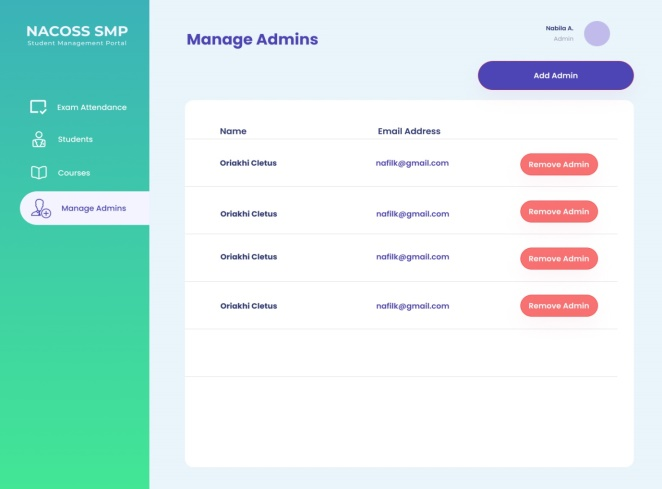 NACOSS SMP
Student Management Portal
Exam Attendance
Students
Courses
Manage Admins
Manage Admins
Nabila A.
Admin
Add Admin
Name Email Address
Oriakhi Cletus nafilk@gmail.com Remove Admin
Oriakhi Cletus nafilk@gmail.com Remove Admin
Oriakhi Cletus nafilk@gmail.com Remove Admin
Oriakhi Cletus nafilk@gmail.com Remove Admin